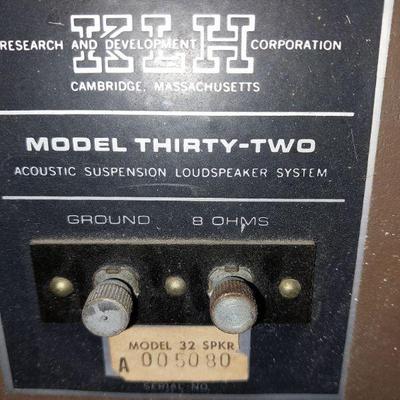 KLH
RESEARCH AND DEVELOPMENT CORPORATION
CAMBRIDGE, MASSACHUSETTS
MODEL THIRTY-TWO
ACOUSTIC SUSPENSION LOUDSPEAKER SYSTEM
GROUND 8 OHMS
MODEL 32 SPKR
A 005080
SERIAL NO.